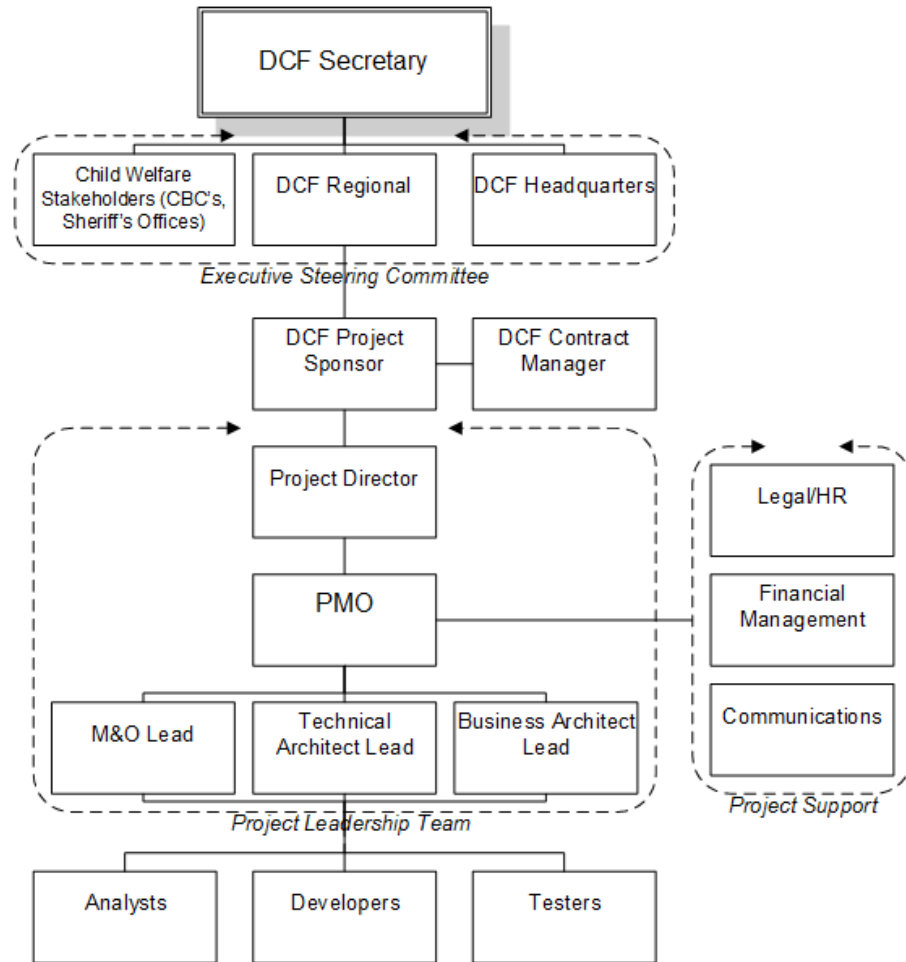 DCF Secretary
Child Welfare
Stakeholders (CBC's,
Sheriff's Offices)
DCF Regional
DCF Headquarters
Executive Steering Committee
DCF Project
Sponsor
DCF Contract
Manager
Project Director
Legal/HR
PMO
Financial
Management
M&O Lead
Technical
Architect Lead
Business Architect
Lead
Communications
Project Leadership Team
Project Support
Analysts
Developers
Testers